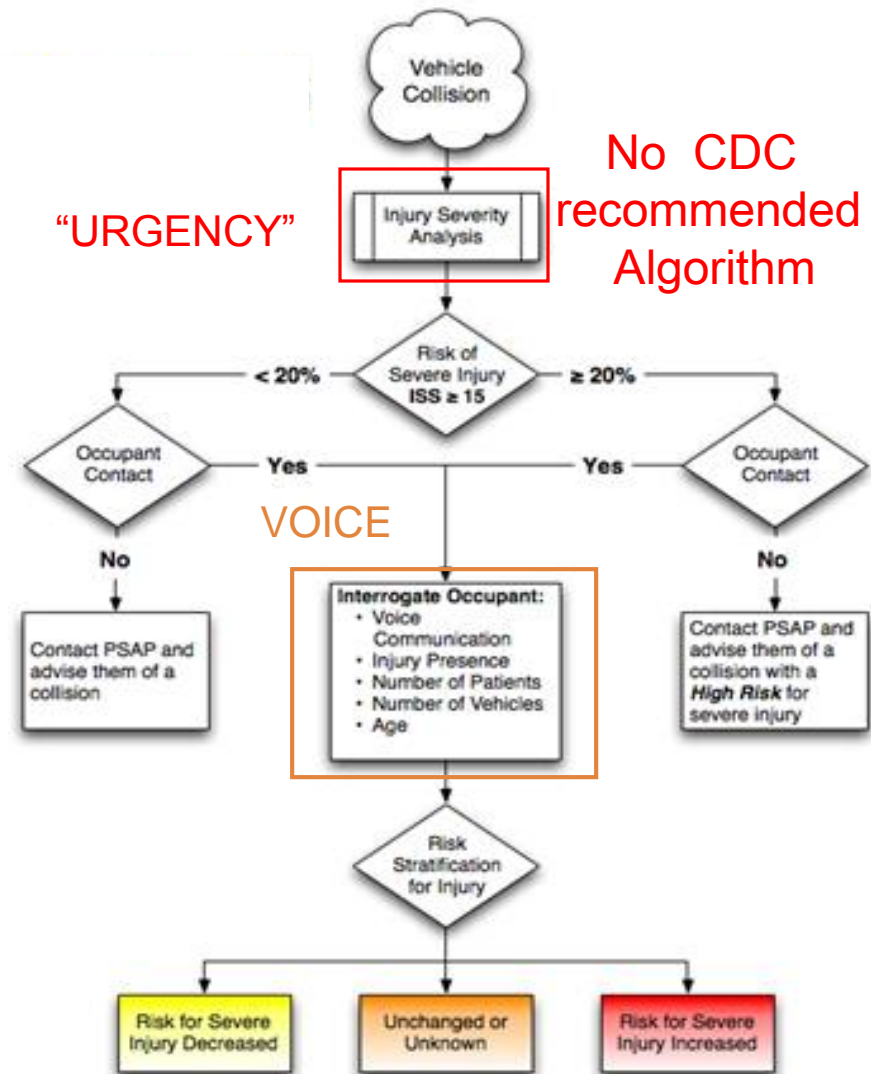 Vehicle
Collision
No CDC
recommended
Algorithm
“URGENCY”
Injury Severity
Analysis
Risk of
Severe Injury
ISS ≥ 15
< 20%
≥ 20%
Occupant
Contact
Yes
Yes
Occupant
Contact
VOICE
No
No
Contact PSAP and
advise them of a
collision
Interrogate Occupant:
• Voice
Communication
• Injury Presence
• Number of Patients
• Number of Vehicles
• Age
Contact PSAP and
advise them of a
collision with a
High Risk for
severe injury
Risk
Stratification
for Injury
Risk for Severe
Injury Decreased
Unchanged or
Unknown
Risk for Severe
Injury Increased